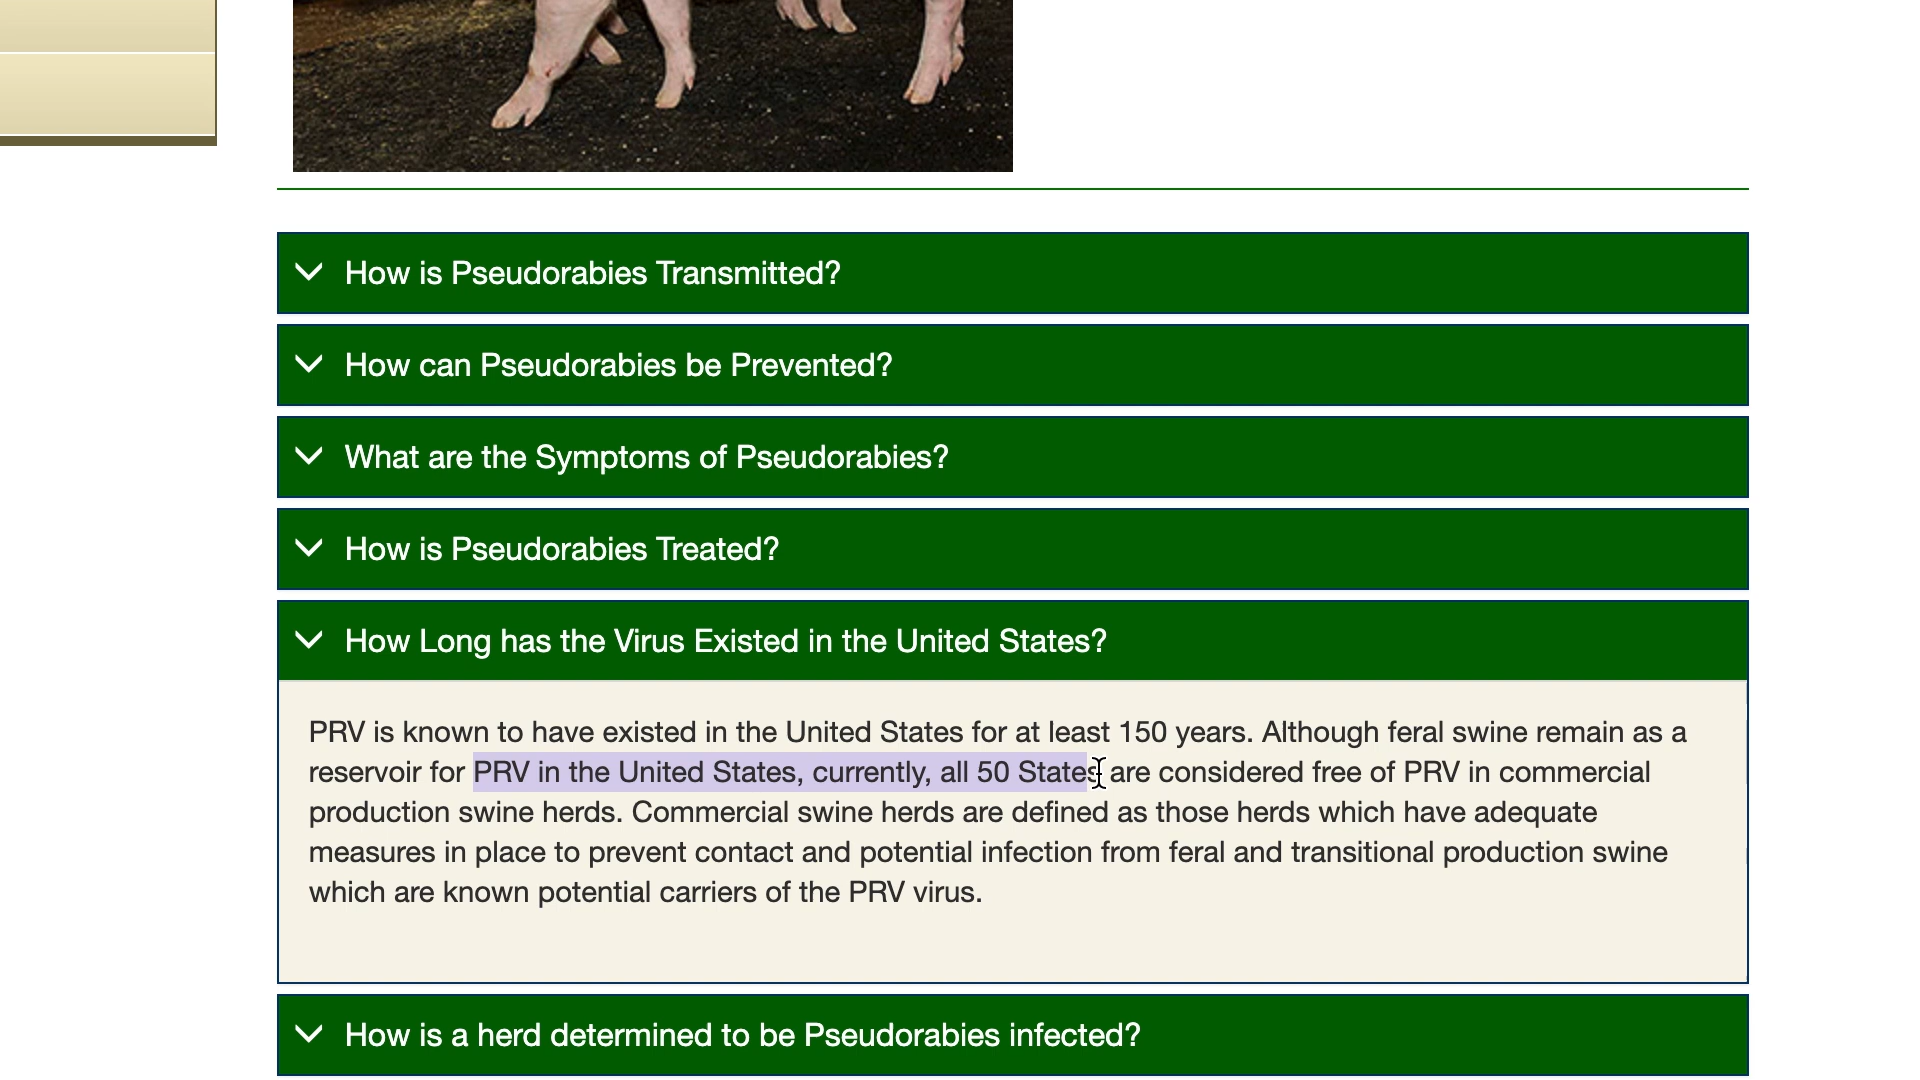 How is Pseudorabies Transmitted?
How can Pseudorabies be Prevented?
What are the Symptoms of Pseudorabies?
How is Pseudorabies Treated?
How Long has the Virus Existed in the United States?
PRV is known to have existed in the United States for at least 150 years. Although feral swine remain as a
reservoir for PRV in the United States, currently, all 50 States are considered free of PRV in commercial
production swine herds. Commercial swine herds are defined as those herds which have adequate
measures in place to prevent contact and potential infection from feral and transitional production swine
which are known potential carriers of the PRV virus.
How is a herd determined to be Pseudorabies infected?